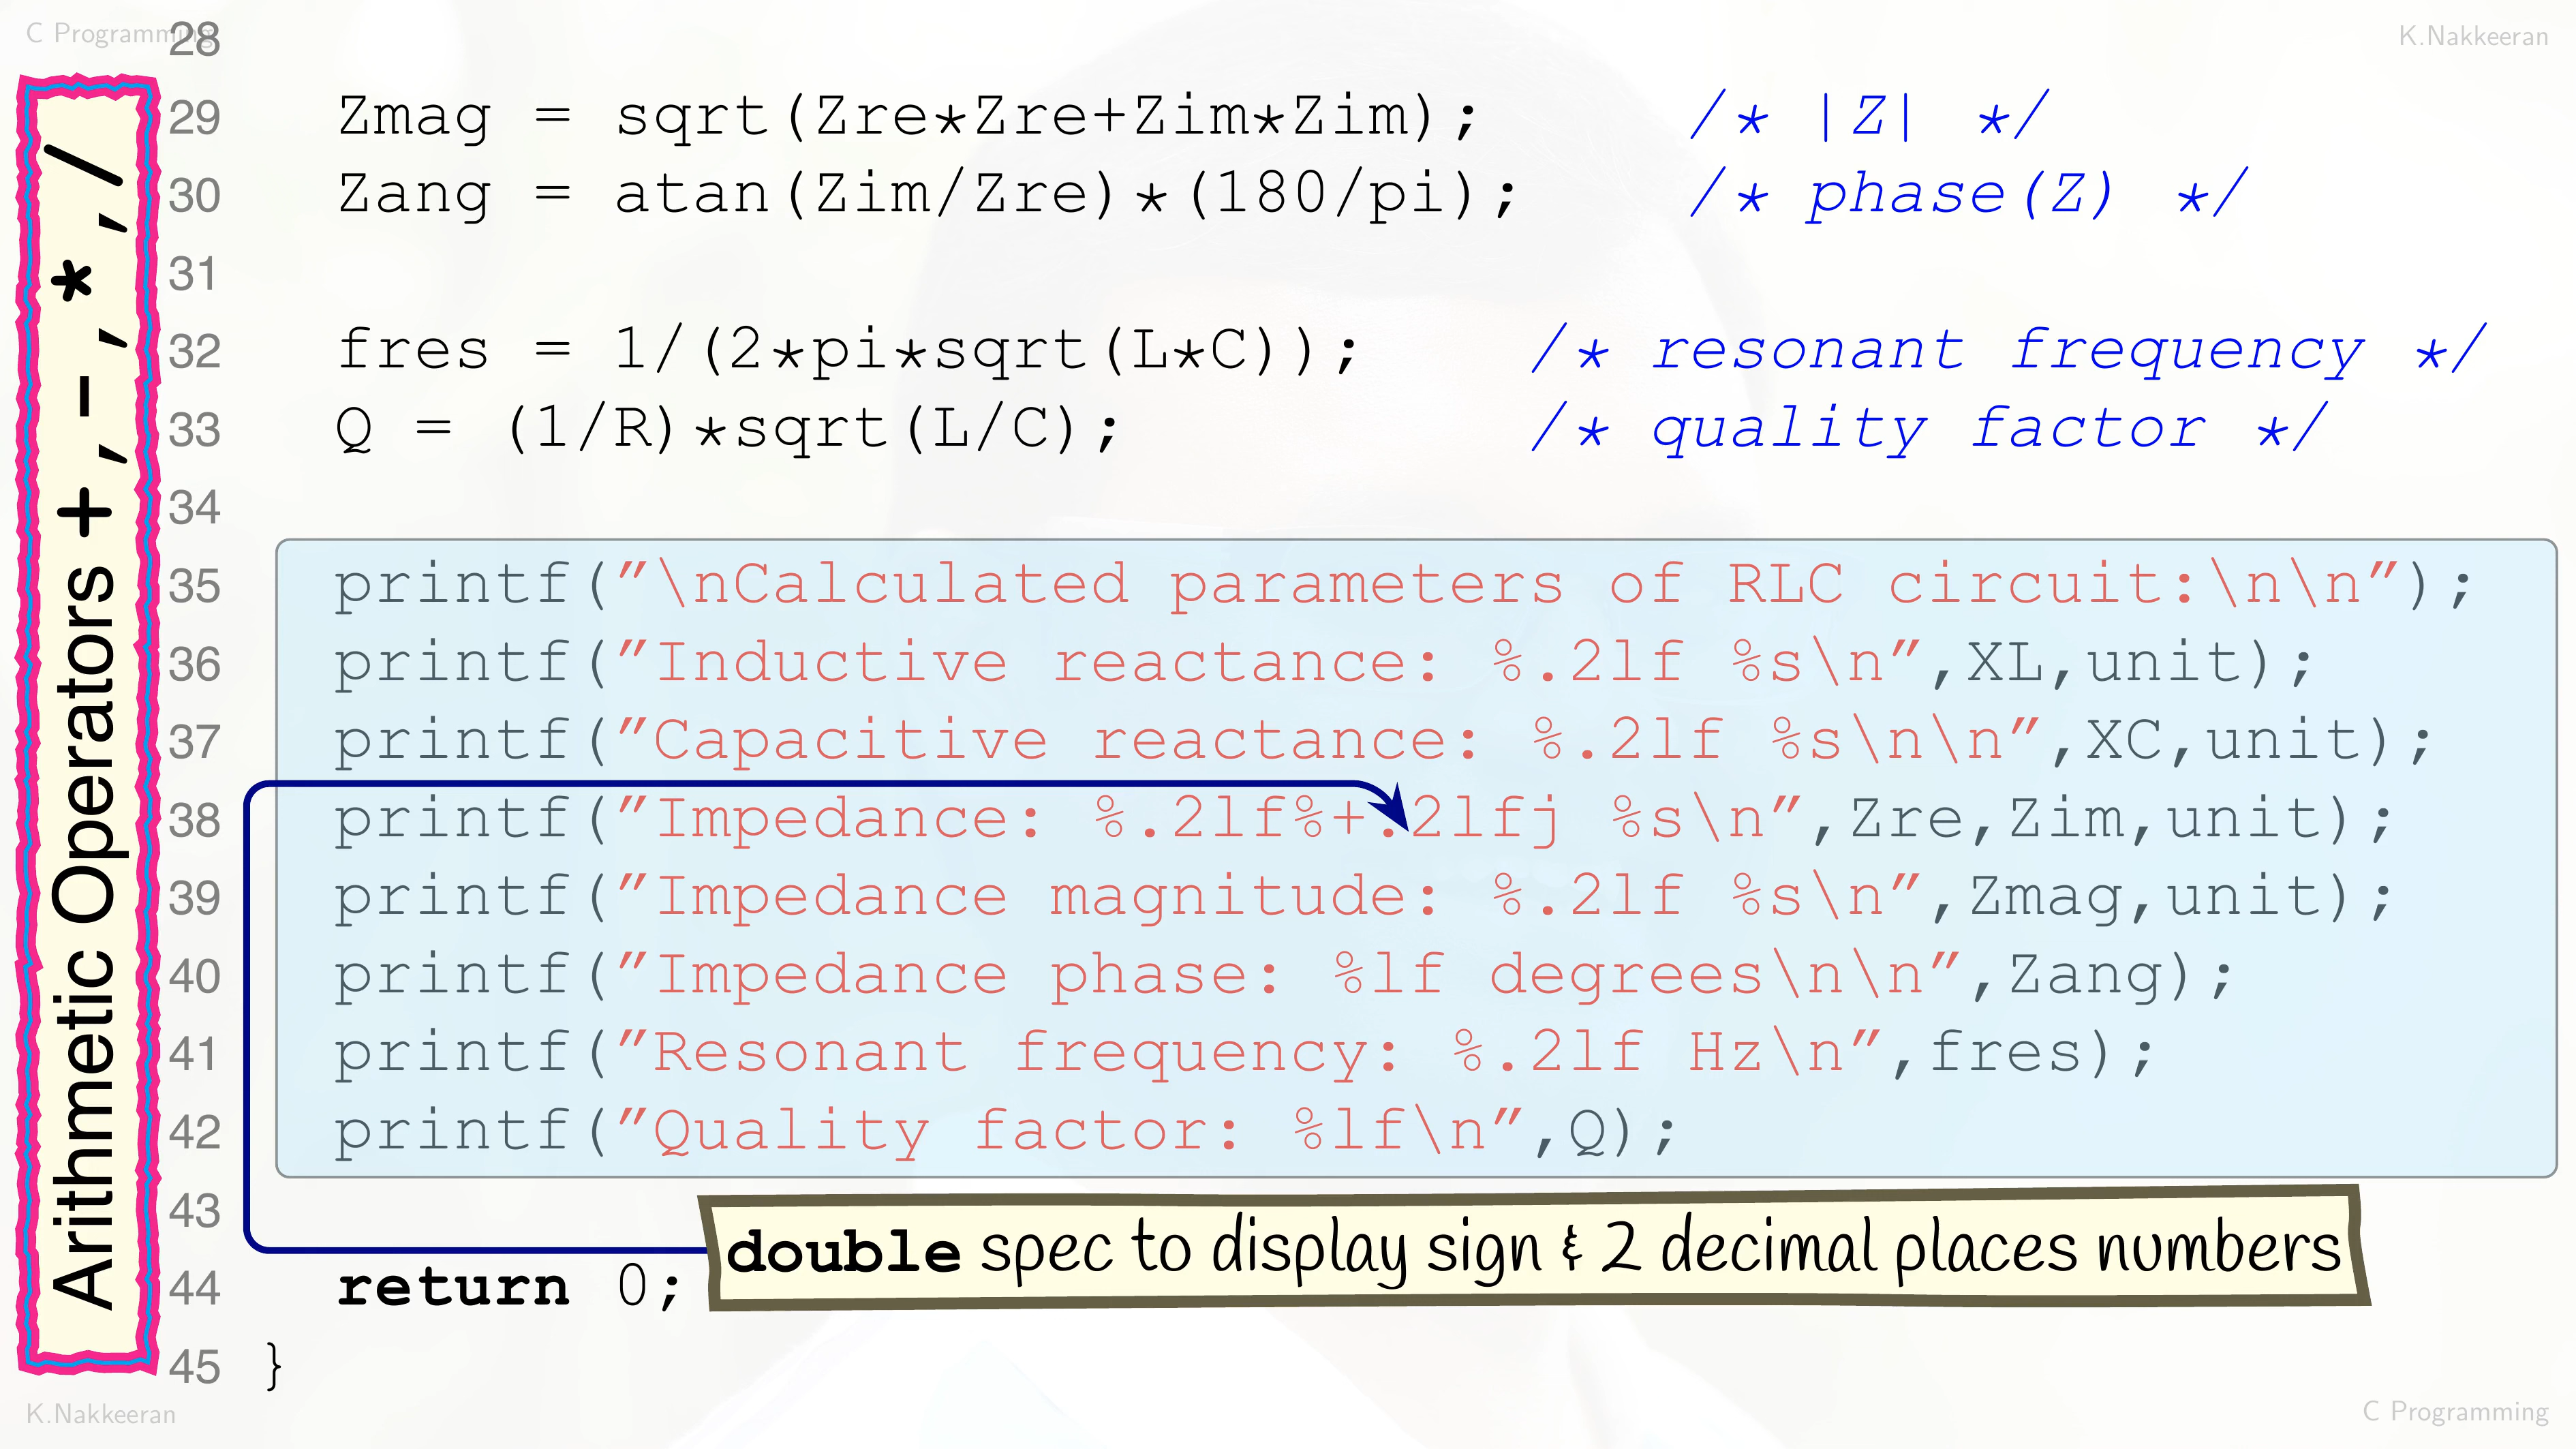 C Programming
K.Nakkeeran
Arithmetic Operators +,-,*,/
28
29 Zmag = sqrt(Zre*Zre+Zim*Zim); /* |Z| */
30 Zang = atan(Zim/Zre)*(180/pi); /* phase(Z) */
31
32 fres = 1/(2*pi*sqrt(L*C)); /* resonant frequency */
33 Q = (1/R)*sqrt(L/C); /* quality factor */
34
35 printf("\nCalculated parameters of RLC circuit:\n\n");
36 printf("Inductive reactance: %.2lf %s\n",XL,unit);
37 printf("Capacitive reactance: %.2lf %s\n\n",XC,unit);
38 printf("Impedance: %.2lf%+.2lfj %s\n",Zre,Zim,unit);
39 printf("Impedance magnitude: %.2lf %s\n",Zmag,unit);
40 printf("Impedance phase: %lf degrees\n\n",Zang);
41 printf("Resonant frequency: %.2lf Hz\n",fres);
42 printf("Quality factor: %lf\n",Q);
43
double spec to display sign & 2 decimal places numbers
44 return 0;
45 }
K.Nakkeeran
C Programming